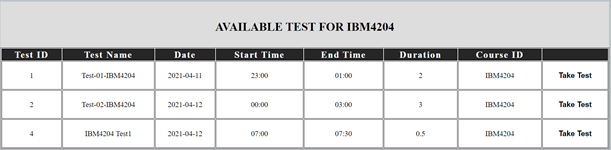 AVAILABLE TEST FOR IBM4204
Test ID Test Name Date Start Time End Time Duration Course ID
1 Test-01-IBM4204 2021-04-11 23:00 01:00 2 IBM4204 Take Test
2 Test-02-IBM4204 2021-04-12 00:00 03:00 3 IBM4204 Take Test
4 IBM4204 Test1 2021-04-12 07:00 07:30 0.5 IBM4204 Take Test